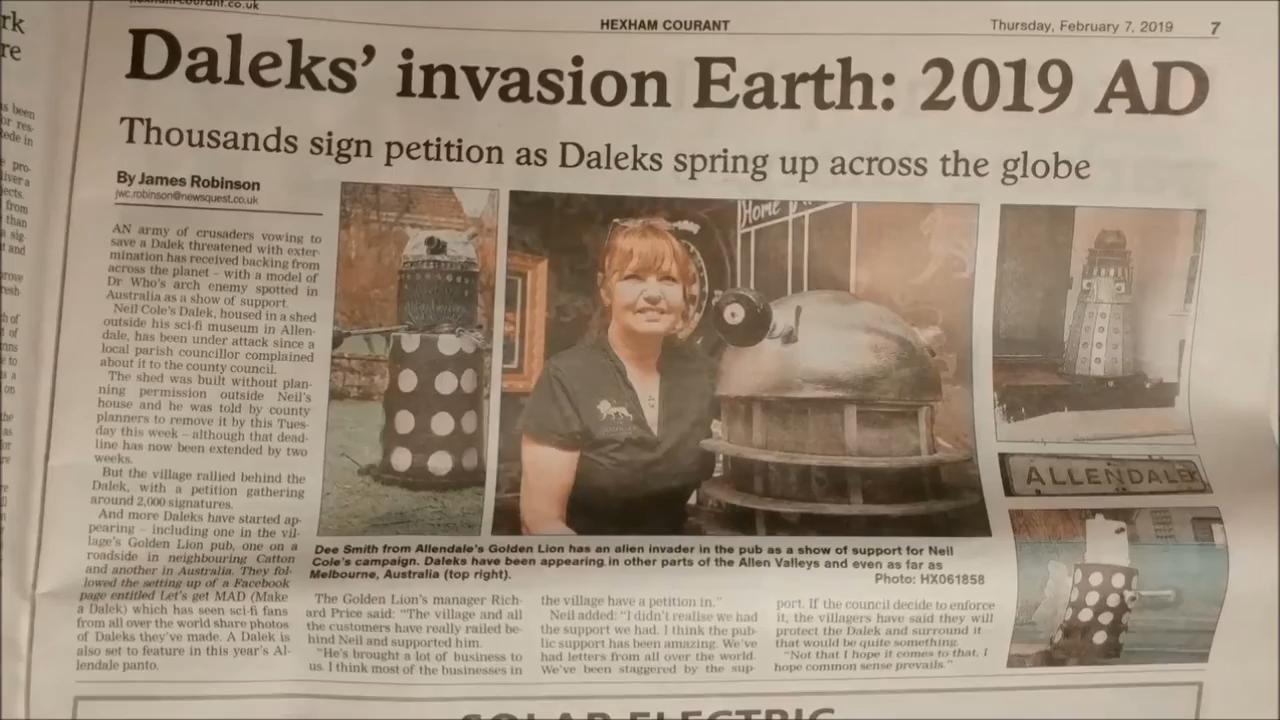 hexham-courant.co.uk
HEXHAM COURANT
Thursday, February 7, 2019
7
Daleks' invasion Earth: 2019 AD
Thousands sign petition as Daleks spring up across the globe
By James Robinson
jwc.robinson@newsquest.co.uk
AN army of crusaders vowing to
save a Dalek threatened with exter-
mination has received backing from
across the planet – with a model of
Dr Who's arch enemy spotted in
Australia as a show of support.
Neil Cole's Dalek, housed in a shed
outside his sci-fi museum in Allen-
dale, has been under attack since a
local parish councillor complained
about it to the county council.
The shed was built without plan-
ning permission outside Neil's
house and he was told by county
planners to remove it by this Tues-
day this week – although that dead-
line has now been extended by two
weeks.
But the village rallied behind the
Dalek, with a petition gathering
around 2,000 signatures.
And more Daleks have started ap-
pearing – including one in the vil-
lage's Golden Lion pub, one on a
roadside in neighbouring Catton
and another in Australia. They fol-
lowed the setting up of a Facebook
page entitled Let's get MAD (Make
a Dalek) which has seen sci-fi fans
from all over the world share photos
of Daleks they've made. A Dalek is
also set to feature in this year's Al-
lendale panto.
Home
ALLENDALE
Dee Smith from Allendale's Golden Lion has an alien invader in the pub as a show of support for Neil
Cole's campaign. Daleks have been appearing in other parts of the Allen Valleys and even as far as
Melbourne, Australia (top right).
Photo: HX061858
The Golden Lion's manager Rich-
ard Price said: "The village and all
the customers have really railed be-
hind Neil and supported him.
"He's brought a lot of business to
us. I think most of the businesses in
the village have a petition in."
Neil added: "I didn't realise we had
the support we had. I think the pub-
lic support has been amazing. We've
had letters from all over the world.
We've been staggered by the sup-
port. If the council decide to enforce
it, the villagers have said they will
protect the Dalek and surround it
that would be quite something.
"Not that I hope it comes to that, I
hope common sense prevails."
SOLAR ELECTRIC